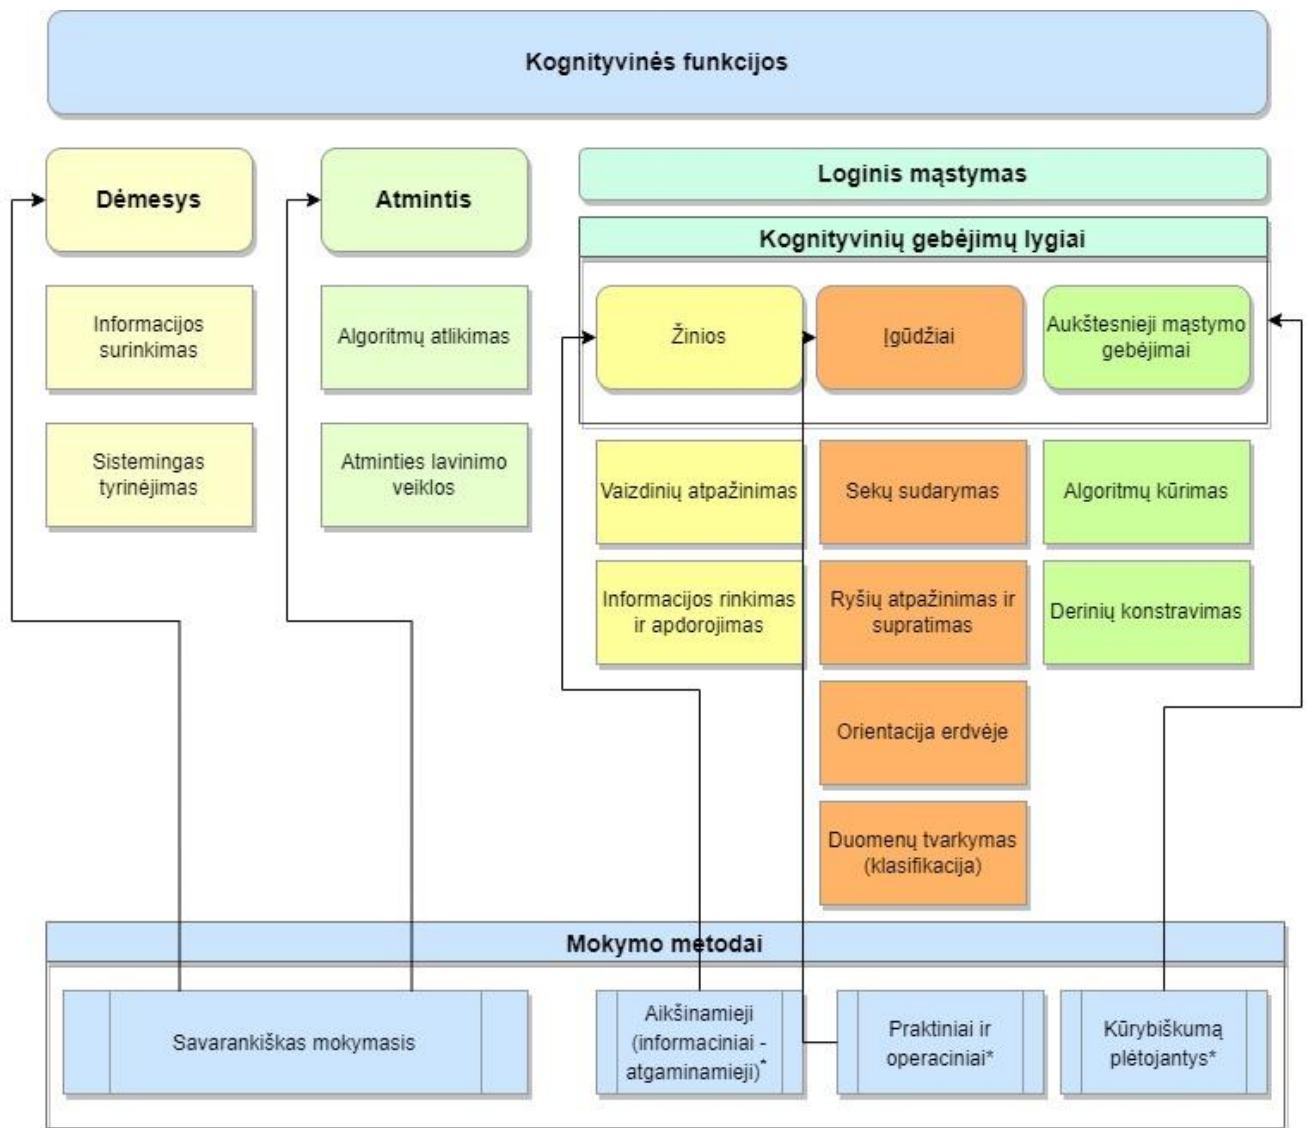 Kognityvinės funkcijos
Dėmesys
Informacijos
surinkimas
Sistemingas
tyrinėjimas
Atmintis
Algoritmų atlikimas
Atminties lavinimo
veiklos
Loginis mąstymas
Kognityvinių gebėjimų lygiai
Žinios
Vaizdinių atpažinimas
Informacijos rinkimas
ir apdorojimas
Įgūdžiai
Sekų sudarymas
Ryšių atpažinimas ir
supratimas
Orientacija erdvėje
Duomenų tvarkymas
(klasifikacija)
Aukštesnieji mąstymo
gebėjimai
Algoritmų kūrimas
Derinių konstravimas
Mokymo metodai
Savarankiškas mokymasis
Aikšinamieji
(informaciniai -
atgaminamieji)*
Praktiniai ir
operaciniai*
Kūrybiškumą
plėtojantys*